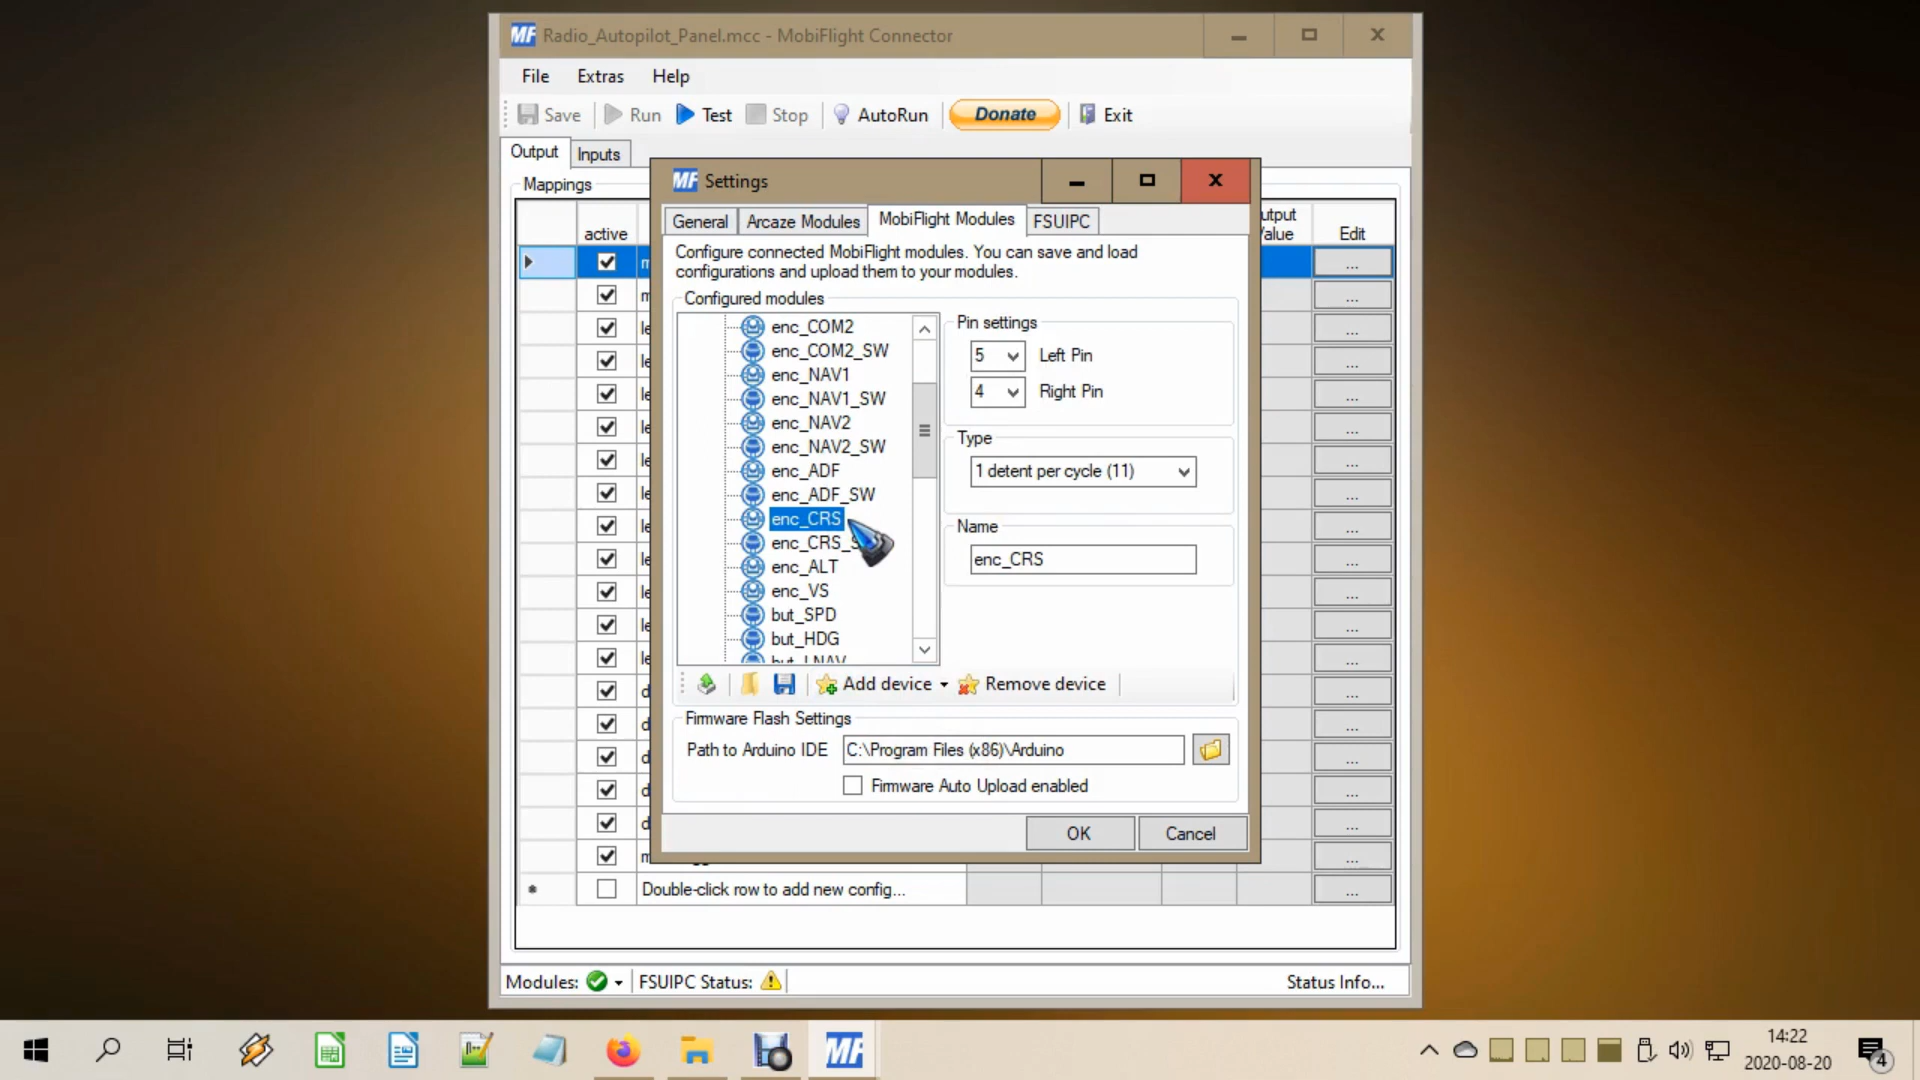 MF Radio_Autopilot_Panel.mcc - MobiFlight Connector
File Extras Help
Save Run Test Stop AutoRun Donate Exit
Output Inputs
Mappings
active
Edit
MF Settings
General Arcaze Modules MobiFlight Modules FSUIPC
Configure connected MobiFlight modules. You can save and load
configurations and upload them to your modules.
Configured modules
enc_COM2
enc_COM2_SW
enc_NAV1
enc_NAV1_SW
enc_NAV2
enc_NAV2_SW
enc_ADF
enc_ADF_SW
enc_CRS
enc_CRS_S
enc_ALT
enc_VS
but_SPD
but_HDG
Pin settings
5 Left Pin
4 Right Pin
Type
1 detent per cycle (11)
Name
enc_CRS
Add device Remove device
Firmware Flash Settings
Path to Arduino IDE C:\Program Files (x86)\Arduino
Firmware Auto Upload enabled
OK Cancel
Double-click row to add new config... ...
Modules: FSUIPC Status: Status Info...
MF
14:22
2020-08-20
4